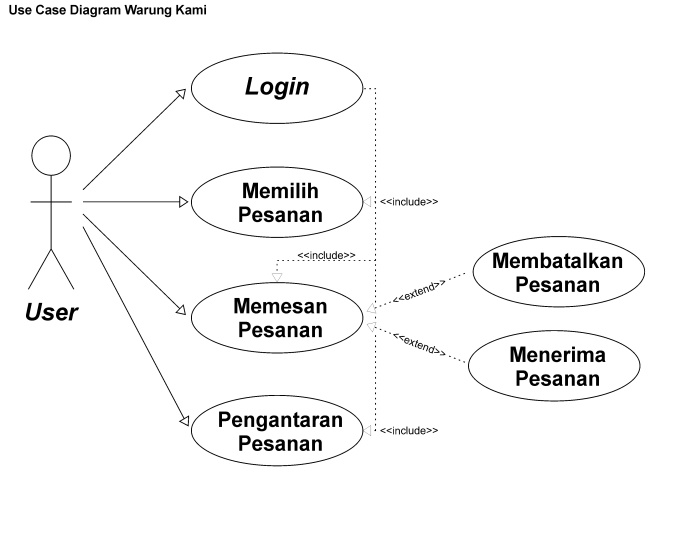 Use Case Diagram Warung Kami
Login
Memilih
Pesanan
<<include>>
<<include>>
Membatalkan
Pesanan
User
Memesan
Pesanan
<<extend>>
<<extend>>
Menerima
Pesanan
Pengantaran
Pesanan
<<include>>